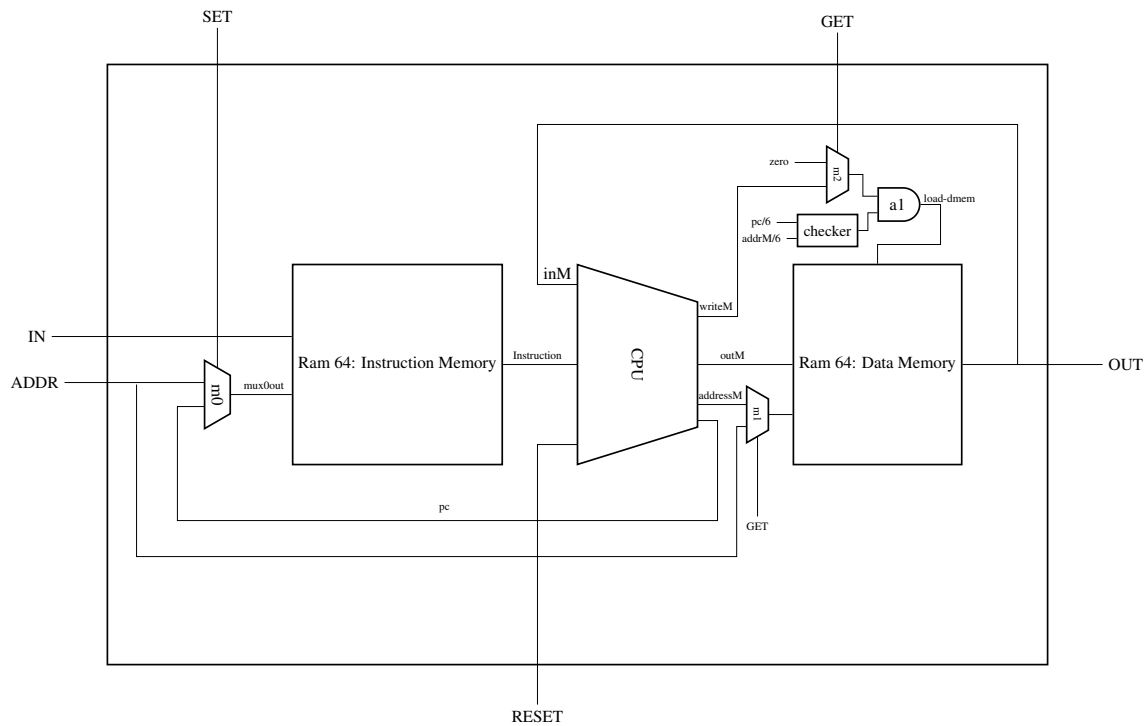 SET
GET
zero
m2
a1
load-dmem
pc/6
checker
addrM/6
inM
writeM
IN
Ram 64: Instruction Memory
Instruction
CPU
outM
Ram 64: Data Memory
OUT
ADDR
m0
mux0out
addressM
m1
pc
GET
RESET